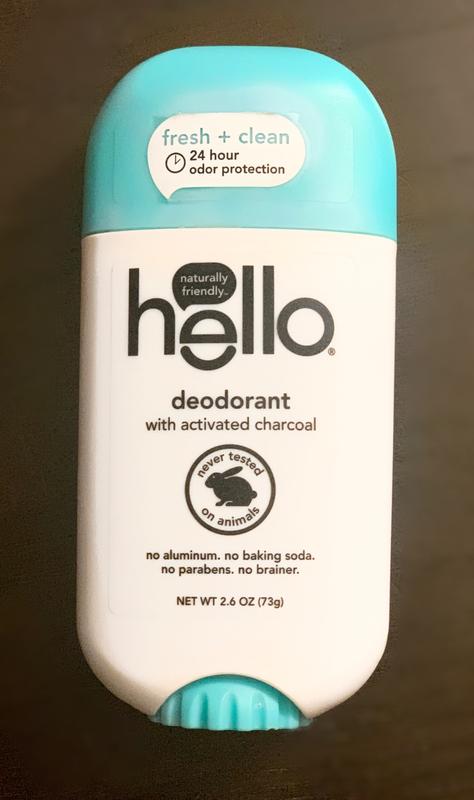 fresh + clean
24 hour
odor protection
naturally
friendly™
hello®
deodorant
with activated charcoal
never tested
on animals
no aluminum. no baking soda.
no parabens. no brainer.
NET WT 2.6 OZ (73g)